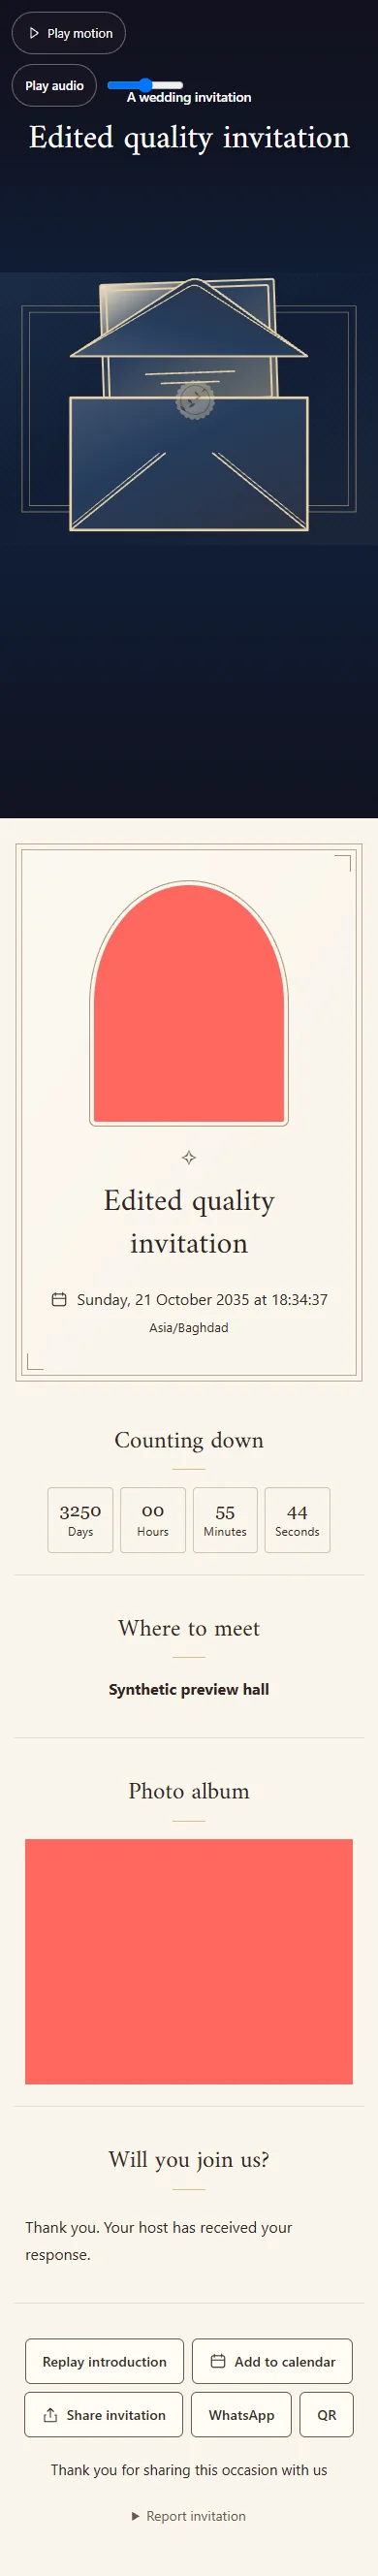 Play motion
Play audio
A wedding invitation
Edited quality invitation
Edited quality
invitation
Sunday, 21 October 2035 at 18:34:37
Asia/Baghdad
Counting down
3250 00 55 44
Days Hours Minutes Seconds
Where to meet
Synthetic preview hall
Photo album
Will you join us?
Thank you. Your host has received your
response.
Replay introduction Add to calendar
Share invitation WhatsApp QR
Thank you for sharing this occasion with us
Report invitation